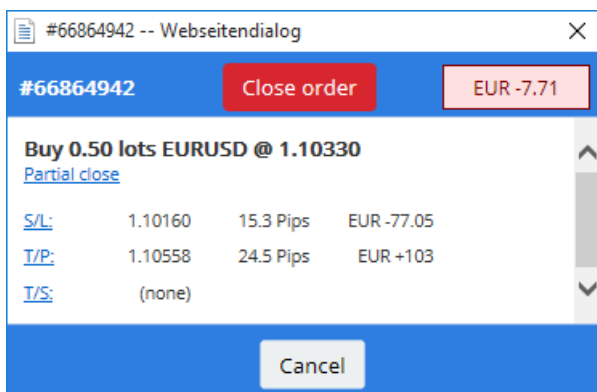 #66864942 -- Webseitendialog
#66864942 Close order EUR -7.71
Buy 0.50 lots EURUSD @ 1.10330
Partial close
S/L: 1.10160 15.3 Pips EUR -77.05
T/P: 1.10558 24.5 Pips EUR +103
T/S: (none)
Cancel